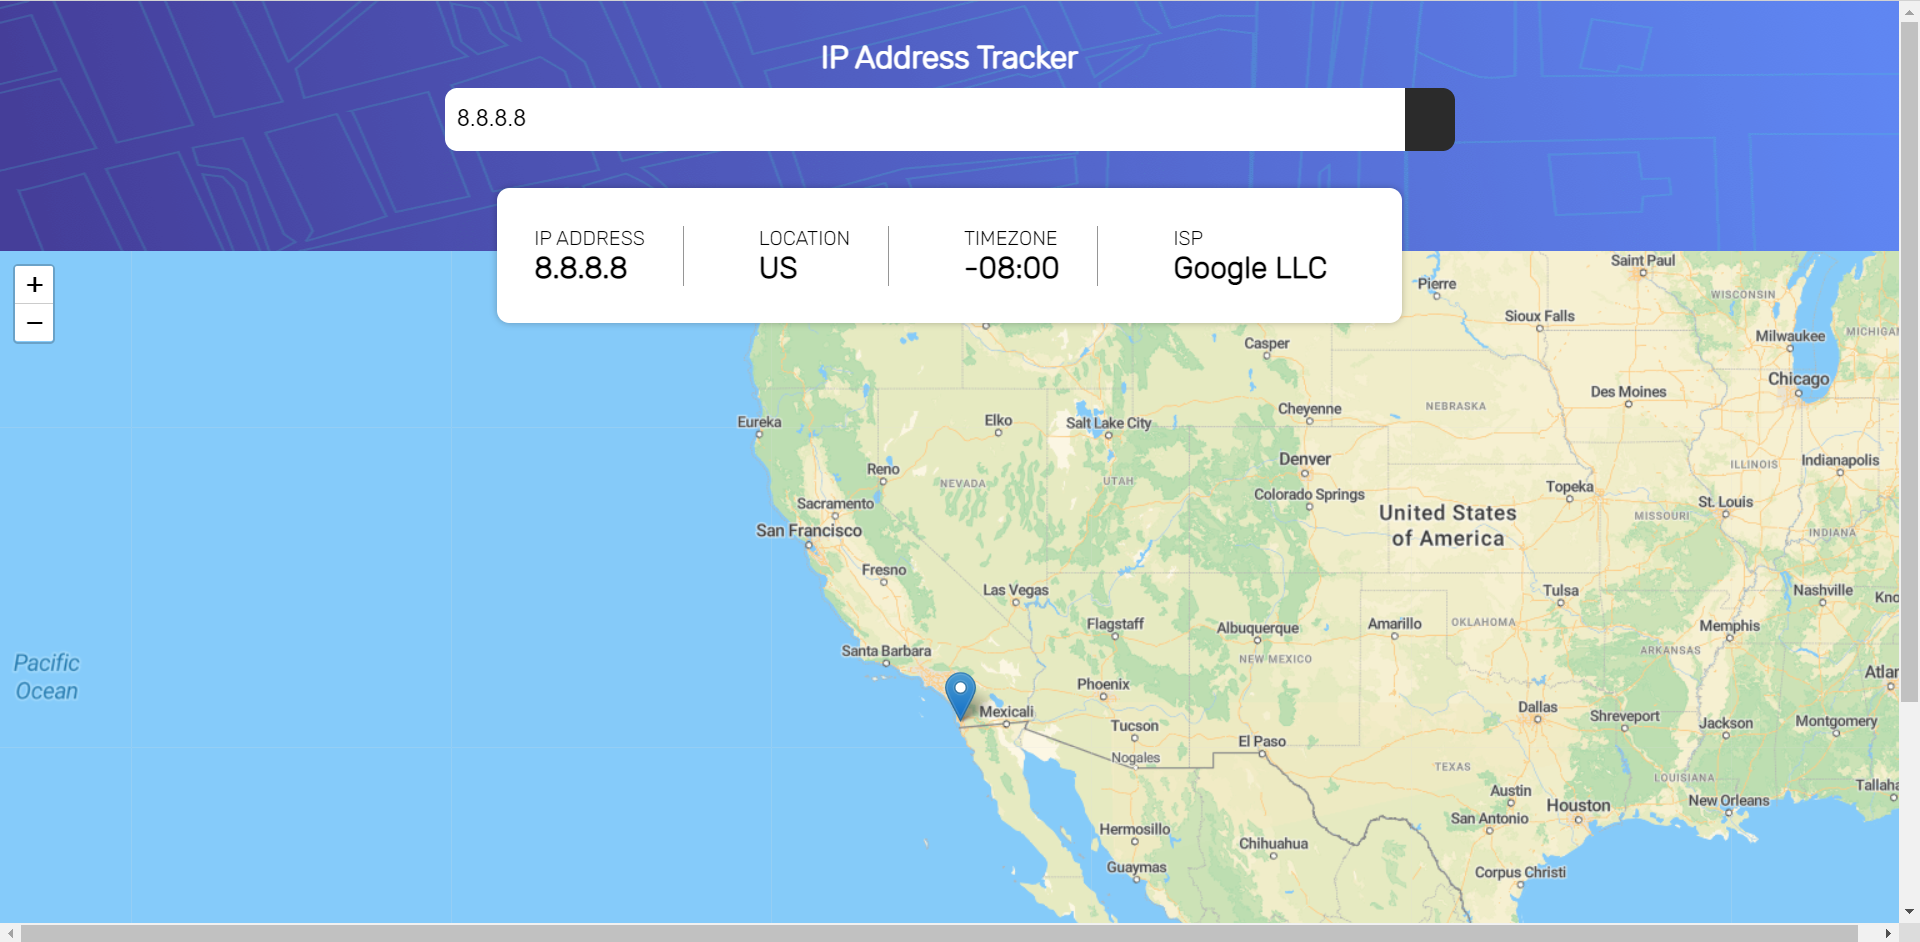 IP Address Tracker
8.8.8.8
IP ADDRESS
8.8.8.8
LOCATION
US
TIMEZONE
-08:00
ISP
Google LLC
+
−
Saint Paul
Pierre
WISCONSIN
Sioux Falls
Milwaukee
MICHIGAN
Casper
Chicago
Des Moines
Cheyenne
NEBRASKA
Eureka
Elko
Salt Lake City
Denver
ILLINOIS
Indianapolis
Reno
NEVADA
UTAH
Colorado Springs
Topeka
St. Louis
Sacramento
United States
of America
MISSOURI
San Francisco
INDIANA
Fresno
Las Vegas
Tulsa
Nashville
Kno
Flagstaff
Albuquerque
Amarillo
OKLAHOMA
Memphis
Santa Barbara
NEW MEXICO
ARKANSAS
Pacific
Ocean
Atlan
Phoenix
Mexicali
Dallas
Shreveport
Jackson
Montgomery
Tucson
El Paso
Nogales
TEXAS
LOUISIANA
Tallaha
Austin
Houston
New Orleans
San Antonio
Hermosillo
Chihuahua
Guaymas
Corpus Christi